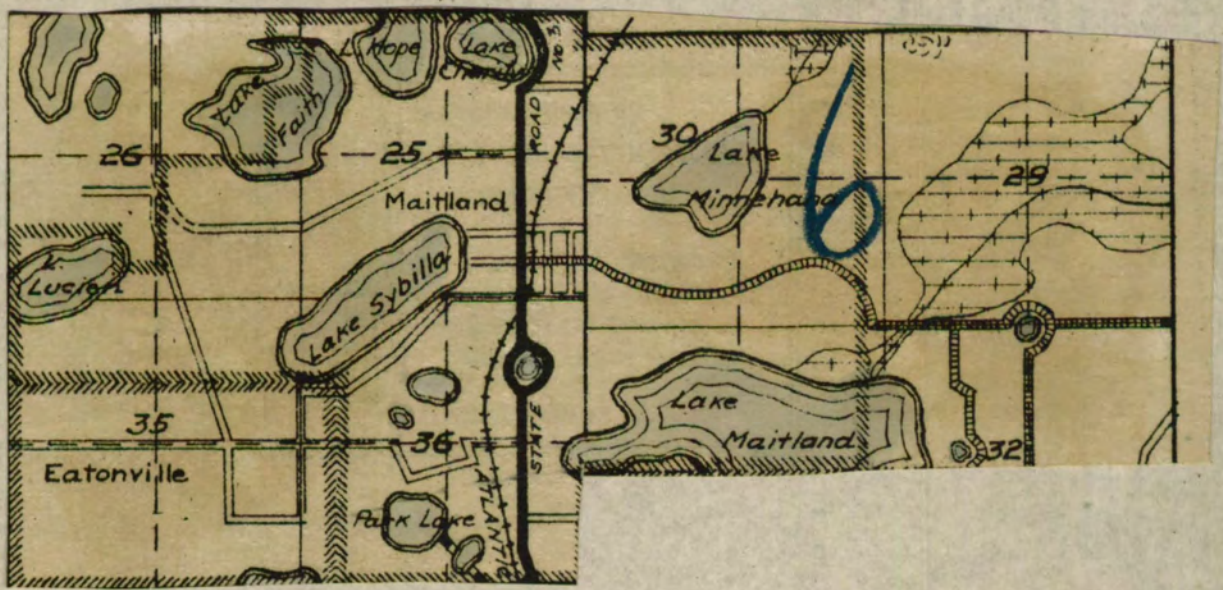 L. Hope
Lake
Charity
No. 3.
Lake
Faith
ROAD
30
Lake
Minnehaha
6
26
25
29
Maitland
L.
Lucien
Lake Sybilla
Lake
Maitland
35
36
STATE
32
Eatonville
Park Lake
ATLANTIC